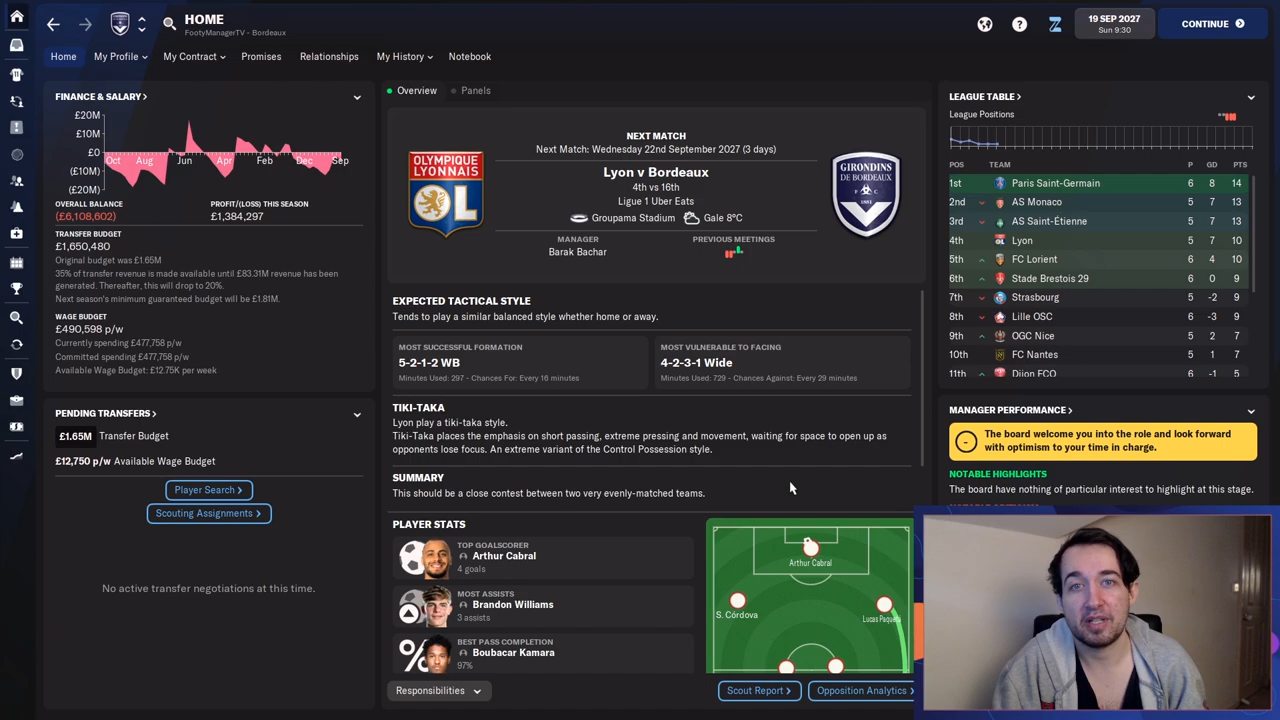 HOME
FootyManagerTV - Bordeaux
19 SEP 2027
Sun 9:30
CONTINUE
Home
My Profile
My Contract
Promises
Relationships
My History
Notebook
FINANCE & SALARY
£20M
£10M
£0
(£10M)
(£20M)
Oct Aug Jun Apr Feb Dec Sep
OVERALL BALANCE
(£6,108,602)
PROFIT/(LOSS) THIS SEASON
£1,384,297
TRANSFER BUDGET
£1,650,480
Original budget was £1.65M
35% of transfer revenue is made available until £83.31M revenue has been
generated. Thereafter, this will drop to 20%.
Next season's minimum guaranteed budget will be £1.81M.
WAGE BUDGET
£490,598 p/w
Currently spending £477,758 p/w
Committed spending £477,758 p/w
Available Wage Budget: £12.75K per week
PENDING TRANSFERS
£1.65M Transfer Budget
£12,750 p/w Available Wage Budget
Player Search
Scouting Assignments
No active transfer negotiations at this time.
Overview
Panels
OLYMPIQUE
LYONNAIS
OL
NEXT MATCH
Next Match: Wednesday 22nd September 2027 (3 days)
Lyon v Bordeaux
4th vs 16th
Ligue 1 Uber Eats
Groupama Stadium
Gale 8°C
MANAGER
Barak Bachar
PREVIOUS MEETINGS
GIRONDINS
DE BORDEAUX
EXPECTED TACTICAL STYLE
Tends to play a similar balanced style whether home or away.
MOST SUCCESSFUL FORMATION
5-2-1-2 WB
Minutes Used: 297 - Chances For: Every 16 minutes
MOST VULNERABLE TO FACING
4-2-3-1 Wide
Minutes Used: 729 - Chances Against: Every 29 minutes
TIKI-TAKA
Lyon play a tiki-taka style.
Tiki-Taka places the emphasis on short passing, extreme pressing and movement, waiting for space to open up as
opponents lose focus. An extreme variant of the Control Possession style.
SUMMARY
This should be a close contest between two very evenly-matched teams.
PLAYER STATS
TOP GOALSCORER
Arthur Cabral
4 goals
MOST ASSISTS
Brandon Williams
3 assists
BEST PASS COMPLETION
Boubacar Kamara
97%
Arthur Cabral
S. Córdova
Responsibilities
Scout Report
Opposition Analytics
LEAGUE TABLE
League Positions
POS TEAM P GD PTS
1st Paris Saint-Germain 6 8 14
2nd AS Monaco 5 7 13
3rd AS Saint-Étienne 5 7 13
4th Lyon 5 7 10
5th FC Lorient 6 4 10
6th Stade Brestois 29 6 0 9
7th Strasbourg 5 -2 9
8th Lille OSC 6 -3 9
9th OGC Nice 5 2 7
10th FC Nantes 5 1 7
11th Dijon FCO 6 -1 5
MANAGER PERFORMANCE
The board welcome you into the role and look forward
with optimism to your time in charge.
NOTABLE HIGHLIGHTS
The board have nothing of particular interest to highlight at this stage.